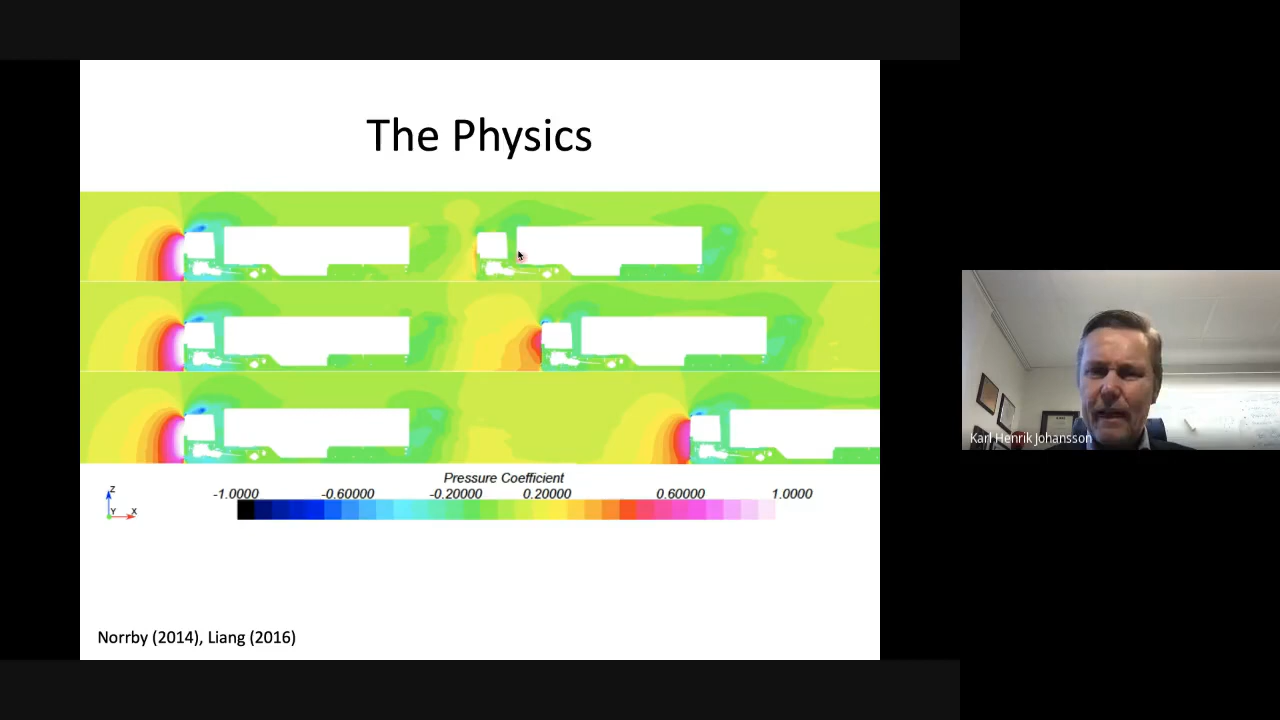 The Physics
Pressure Coefficient
-1.0000 -0.60000 -0.20000 0.20000 0.60000 1.0000
Z
Y X
Norrby (2014), Liang (2016)
Karl Henrik Johansson